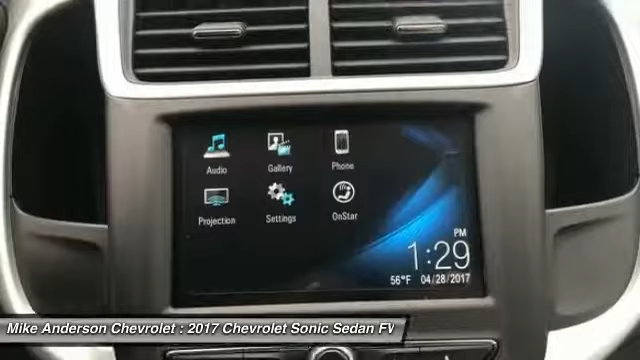 Audio
Gallery
Phone
Projection
Settings
OnStar
PM
1:29
56°F 04/28/2017
Mike Anderson Chevrolet : 2017 Chevrolet Sonic Sedan FV